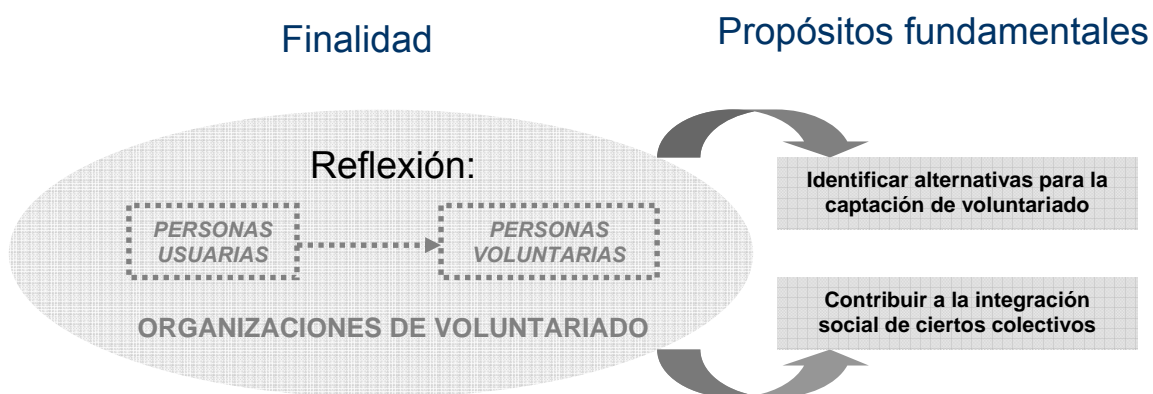 Finalidad
Propósitos fundamentales
Reflexión:
PERSONAS
USUARIAS
PERSONAS
VOLUNTARIAS
ORGANIZACIONES DE VOLUNTARIADO
Identificar alternativas para la
captación de voluntariado
Contribuir a la integración
social de ciertos colectivos